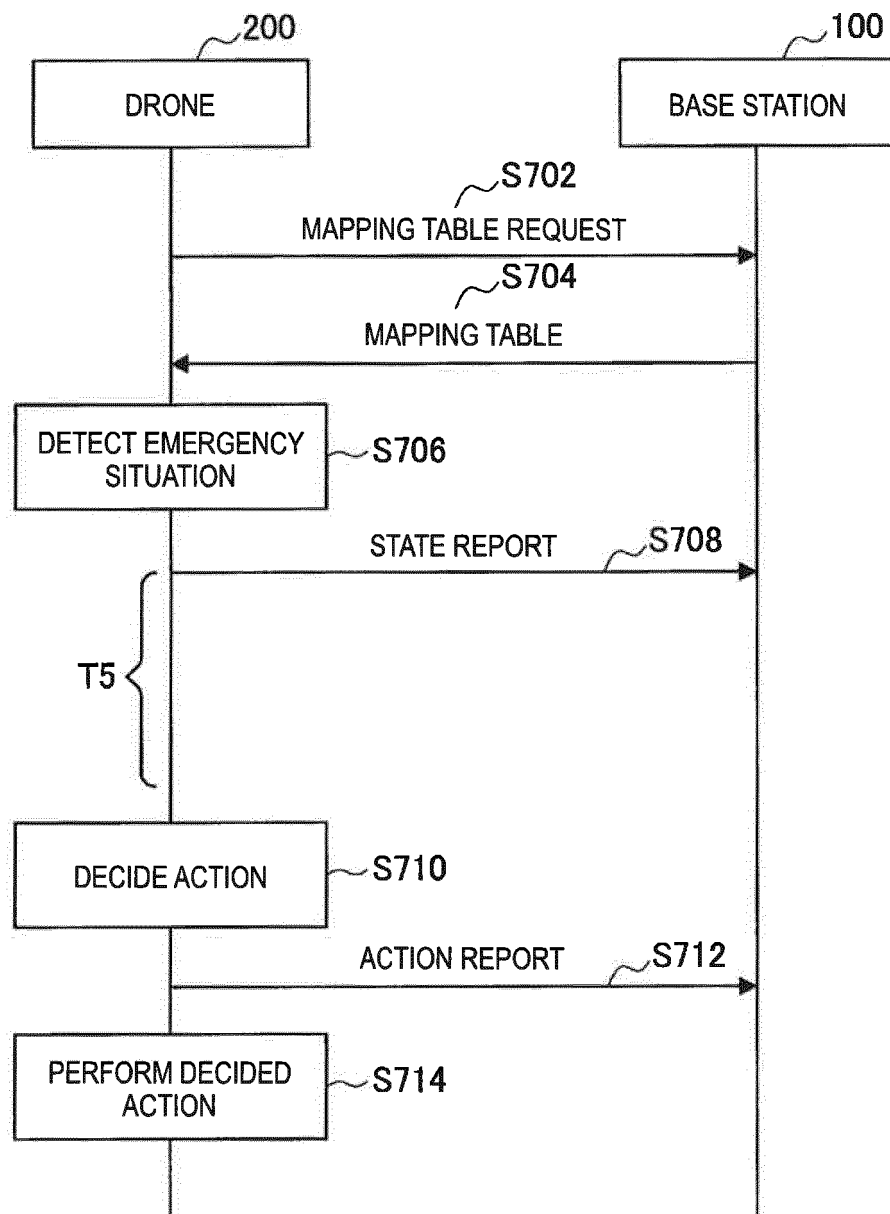 200
100
DRONE
BASE STATION
S702
MAPPING TABLE REQUEST
S704
MAPPING TABLE
DETECT EMERGENCY
SITUATION
S706
STATE REPORT
S708
T5
DECIDE ACTION
S710
ACTION REPORT
S712
PERFORM DECIDED
ACTION
S714